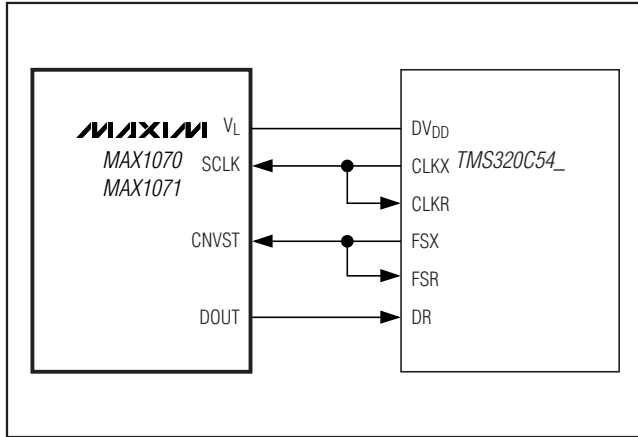 MAXIM
MAX1070
MAX1071
VL
SCLK
CNVST
DOUT
DVDD
CLKX
CLKR
FSX
FSR
DR
TMS320C54_